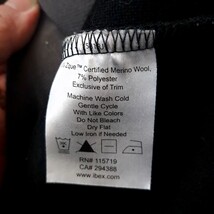 Certified Merino Wool,
7% Polyester
Exclusive of Trim
Machine Wash Cold
Gentle Cycle
With Like Colors
Do Not Bleach
Dry Flat
Low Iron if Needed
RN# 115719
CA# 294388
www.ibex.com